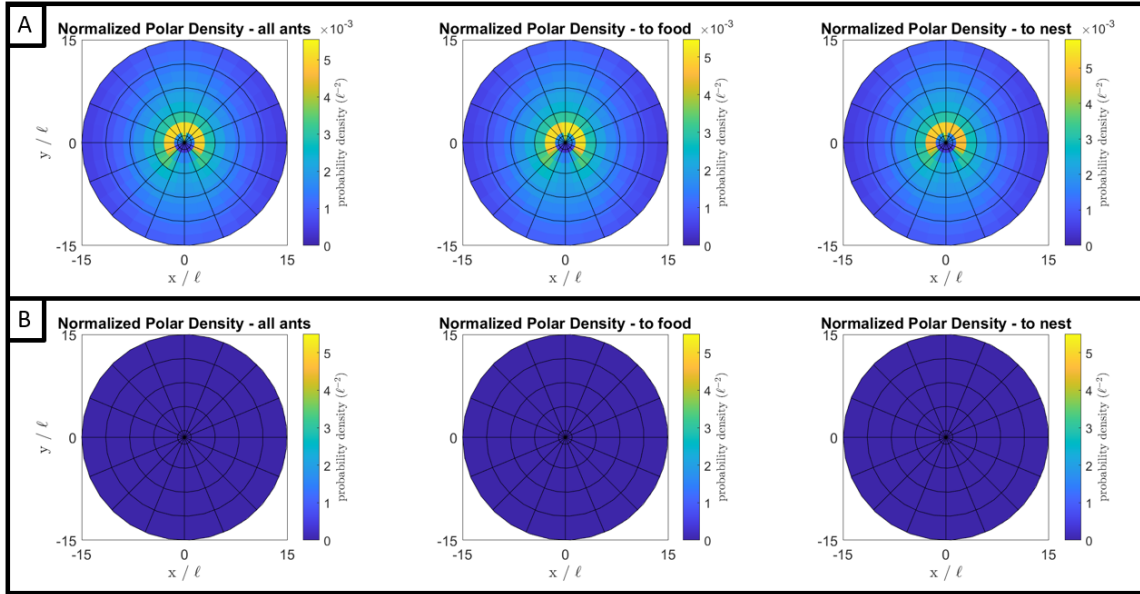 A
Normalized Polar Density - all ants
×10⁻³
15
0
-15
-15 0 15
y / ℓ
x / ℓ
5
4
3
2
1
0
probability density (ℓ⁻²)
Normalized Polar Density - to food
×10⁻³
15
0
-15
-15 0 15
x / ℓ
5
4
3
2
1
0
probability density (ℓ⁻²)
Normalized Polar Density - to nest
×10⁻³
15
0
-15
-15 0 15
x / ℓ
5
4
3
2
1
0
probability density (ℓ⁻²)
B
Normalized Polar Density - all ants
15
0
-15
-15 0 15
y / ℓ
x / ℓ
5
4
3
2
1
0
probability density (ℓ⁻²)
Normalized Polar Density - to food
15
0
-15
-15 0 15
x / ℓ
5
4
3
2
1
0
probability density (ℓ⁻²)
Normalized Polar Density - to nest
15
0
-15
-15 0 15
x / ℓ
5
4
3
2
1
0
probability density (ℓ⁻²)